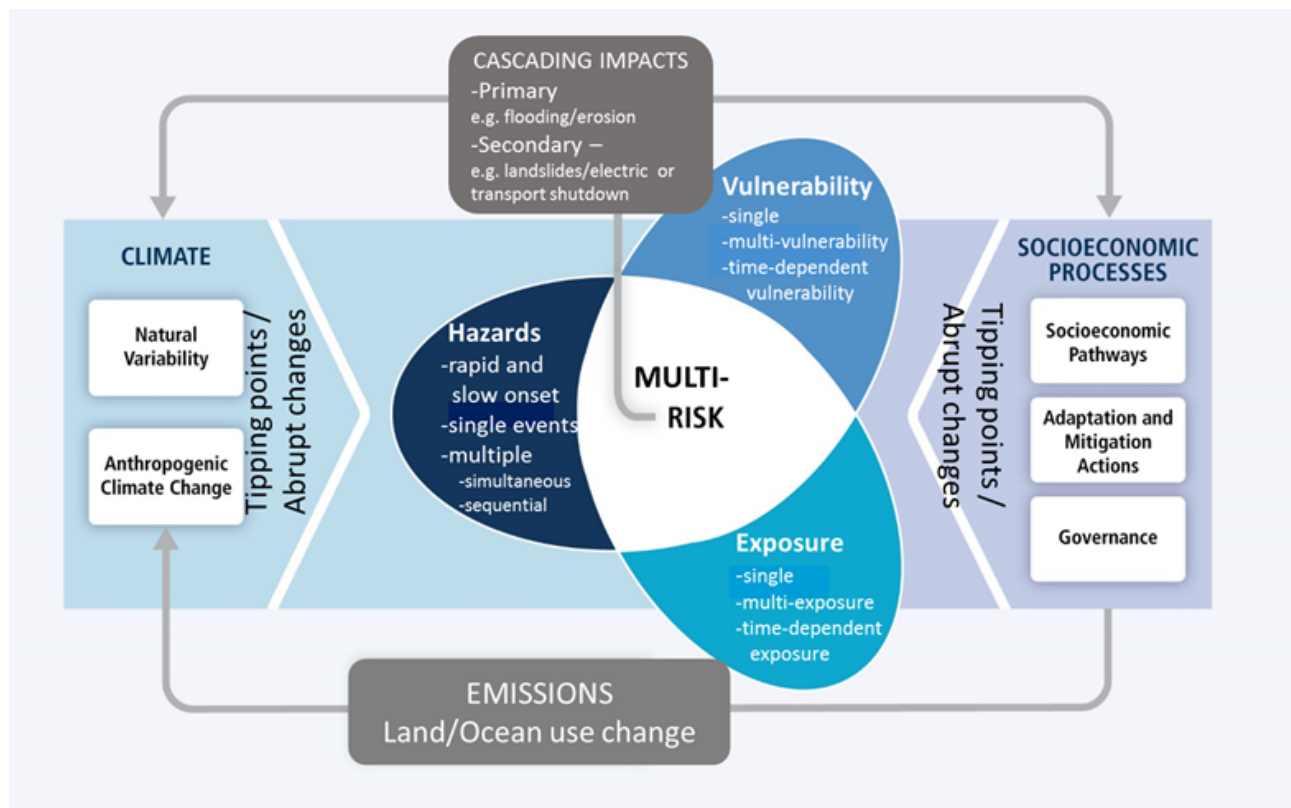 CASCADING IMPACTS
-Primary
e.g. flooding/erosion
-Secondary –
e.g. landslides/electric or
transport shutdown
CLIMATE
Natural
Variability
Anthropogenic
Climate Change
Tipping points /
Abrupt changes
Hazards
-rapid and
slow onset
-single events
-multiple
-simultaneous
-sequential
Vulnerability
-single
-multi-vulnerability
-time-dependent
vulnerability
MULTI-
RISK
Exposure
-single
-multi-exposure
-time-dependent
exposure
Tipping points /
Abrupt changes
SOCIOECONOMIC
PROCESSES
Socioeconomic
Pathways
Adaptation and
Mitigation
Actions
Governance
EMISSIONS
Land/Ocean use change